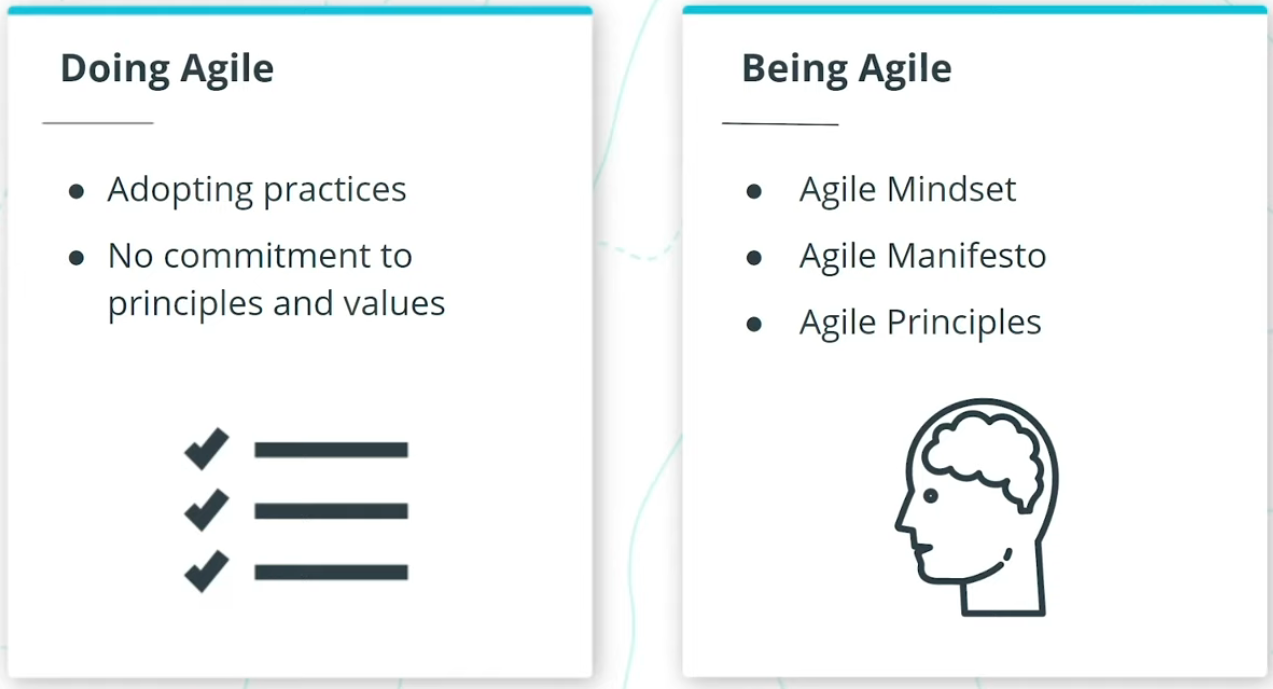 Doing Agile
● Adopting practices
● No commitment to
principles and values
Being Agile
● Agile Mindset
● Agile Manifesto
● Agile Principles